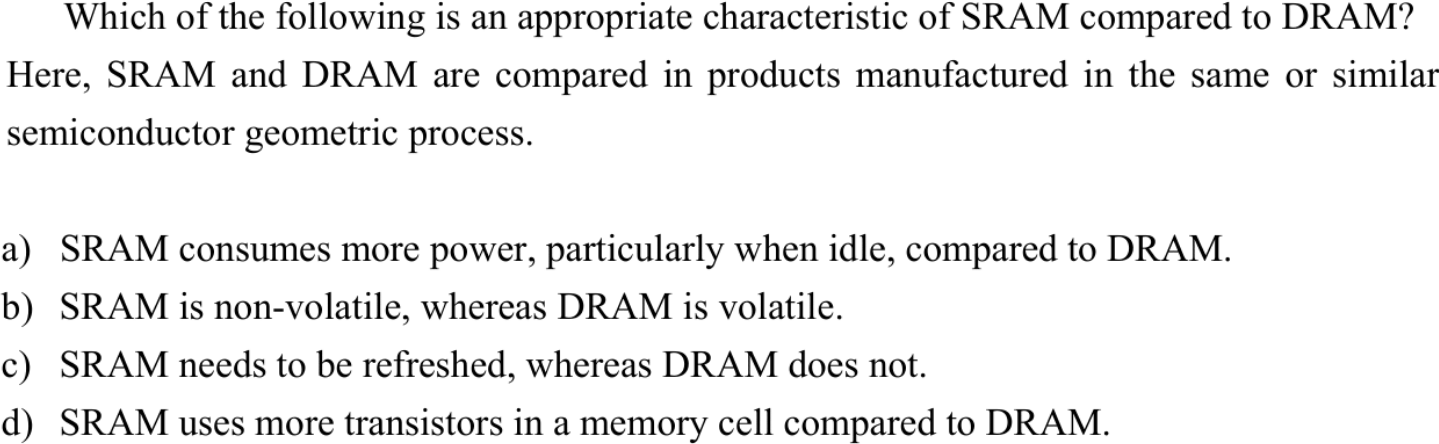 Which of the following is an appropriate characteristic of SRAM compared to DRAM?
Here, SRAM and DRAM are compared in products manufactured in the same or similar
semiconductor geometric process.
a) SRAM consumes more power, particularly when idle, compared to DRAM.
b) SRAM is non-volatile, whereas DRAM is volatile.
c) SRAM needs to be refreshed, whereas DRAM does not.
d) SRAM uses more transistors in a memory cell compared to DRAM.